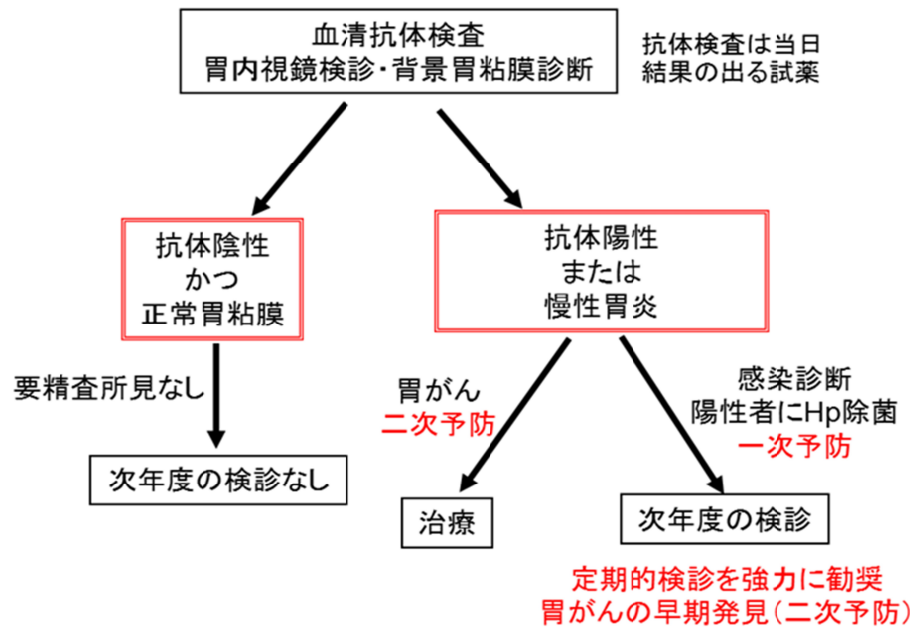 血清抗体検査
胃内視鏡検診・背景胃粘膜診断
抗体検査は当日
結果の出る試薬
抗体陰性
かつ
正常胃粘膜
抗体陽性
または
慢性胃炎
要精査所見なし
胃がん
二次予防
感染診断
陽性者にHp除菌
一次予防
次年度の検診なし
治療
次年度の検診
定期的検診を強力に勧奨
胃がんの早期発見(二次予防)